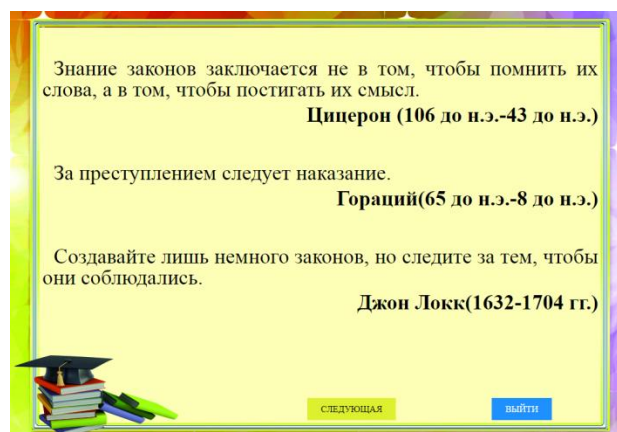 Знание законов заключается не в том, чтобы помнить их
слова, а в том, чтобы постигать их смысл.
Цицерон (106 до н.э.-43 до н.э.)
За преступлением следует наказание.
Гораций(65 до н.э.-8 до н.э.)
Создавайте лишь немного законов, но следите за тем, чтобы
они соблюдались.
Джон Локк(1632-1704 гг.)
СЛЕДУЮЩАЯ
ВЫЙТИ